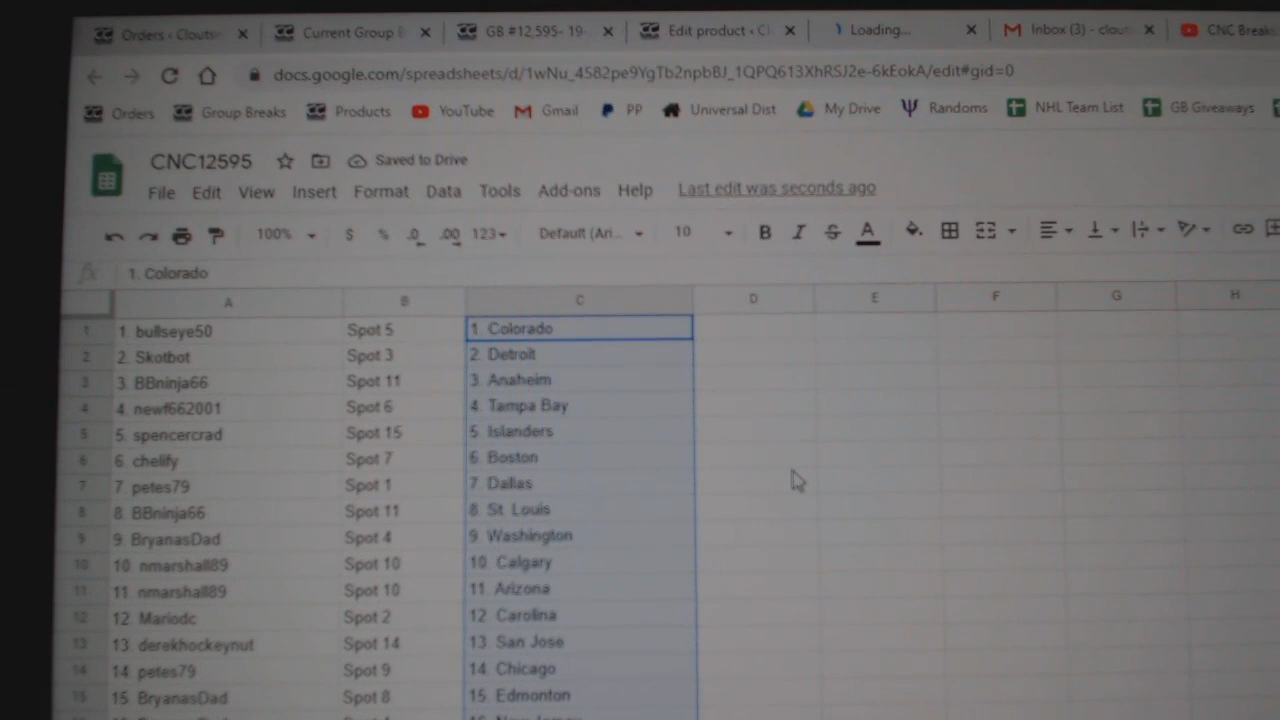 Orders ‹ Clouts
Current Group B
GB #12,595- 19-
Edit product ‹ Cl
Loading...
Inbox (3) - clout
CNC Break
docs.google.com/spreadsheets/d/1wNu_4582pe9YgTb2npbBJ_1QPQ613XhRSJ2e-6kEokA/edit#gid=0
Orders Group Breaks Products YouTube Gmail PP Universal Dist My Drive Randoms NHL Team List GB Giveaways
CNC12595 Saved to Drive
File Edit View Insert Format Data Tools Add-ons Help Last edit was seconds ago
100% $ % .0 .00 123 Default (Ari... 10 B I S A
fx 1. Colorado
A B C D E F G H
1 1. bullseye50 Spot 5 1. Colorado
2 2. Skotbot Spot 3 2. Detroit
3 3. BBninja66 Spot 11 3. Anaheim
4 4. newf662001 Spot 6 4. Tampa Bay
5 5. spencercrad Spot 15 5. Islanders
6 6. chelify Spot 7 6. Boston
7 7. petes79 Spot 1 7. Dallas
8 8. BBninja66 Spot 11 8. St. Louis
9 9. BryanasDad Spot 4 9. Washington
10 10. nmarshall89 Spot 10 10. Calgary
11 11. nmarshall89 Spot 10 11. Arizona
12 12. Mariodc Spot 2 12. Carolina
13 13. derekhockeynut Spot 14 13. San Jose
14 14. petes79 Spot 9 14. Chicago
15 15. BryanasDad Spot 8 15. Edmonton